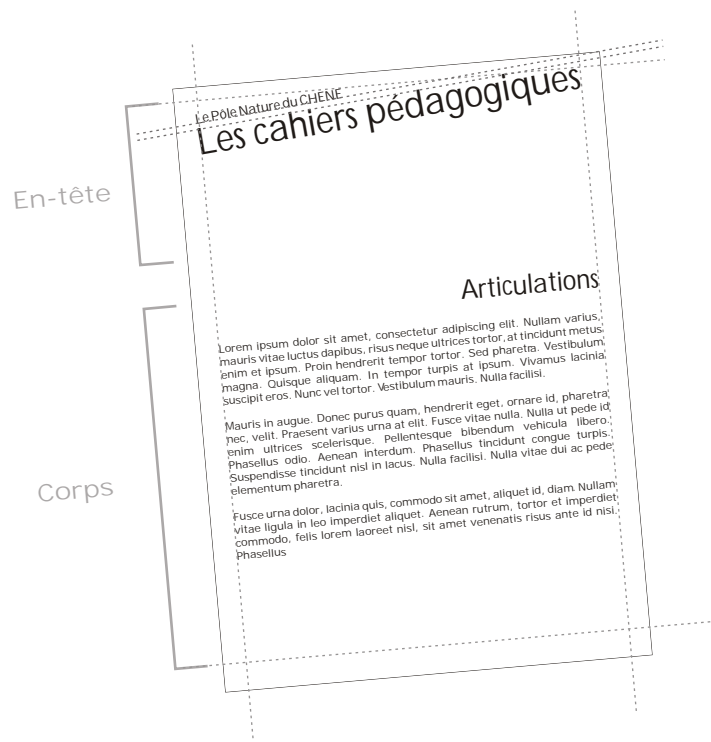 Le Pôle Nature du CHENE
Les cahiers pédagogiques
En-tête
Articulations
Lorem ipsum dolor sit amet, consectetur adipiscing elit. Nullam varius,
mauris vitae luctus dapibus, risus neque ultrices tortor, at tincidunt metus
enim et ipsum. Proin hendrerit tempor tortor. Sed pharetra. Vestibulum
magna. Quisque aliquam. In tempor turpis at ipsum. Vivamus lacinia
suscipit eros. Nunc vel tortor. Vestibulum mauris. Nulla facilisi.
Mauris in augue. Donec purus quam, hendrerit eget, ornare id, pharetra
nec, velit. Praesent varius urna at elit. Fusce vitae nulla. Nulla ut pede id
enim ultrices scelerisque. Pellentesque bibendum vehicula libero.
Phasellus odio. Aenean interdum. Phasellus tincidunt congue turpis.
Suspendisse tincidunt nisl in lacus. Nulla facilisi. Nulla vitae dui ac pede
elementum pharetra.
Corps
Fusce urna dolor, lacinia quis, commodo sit amet, aliquet id, diam. Nullam
vitae ligula in leo imperdiet aliquet. Aenean rutrum, tortor et imperdiet
commodo, felis lorem laoreet nisl, sit amet venenatis risus ante id nisi.
Phasellus